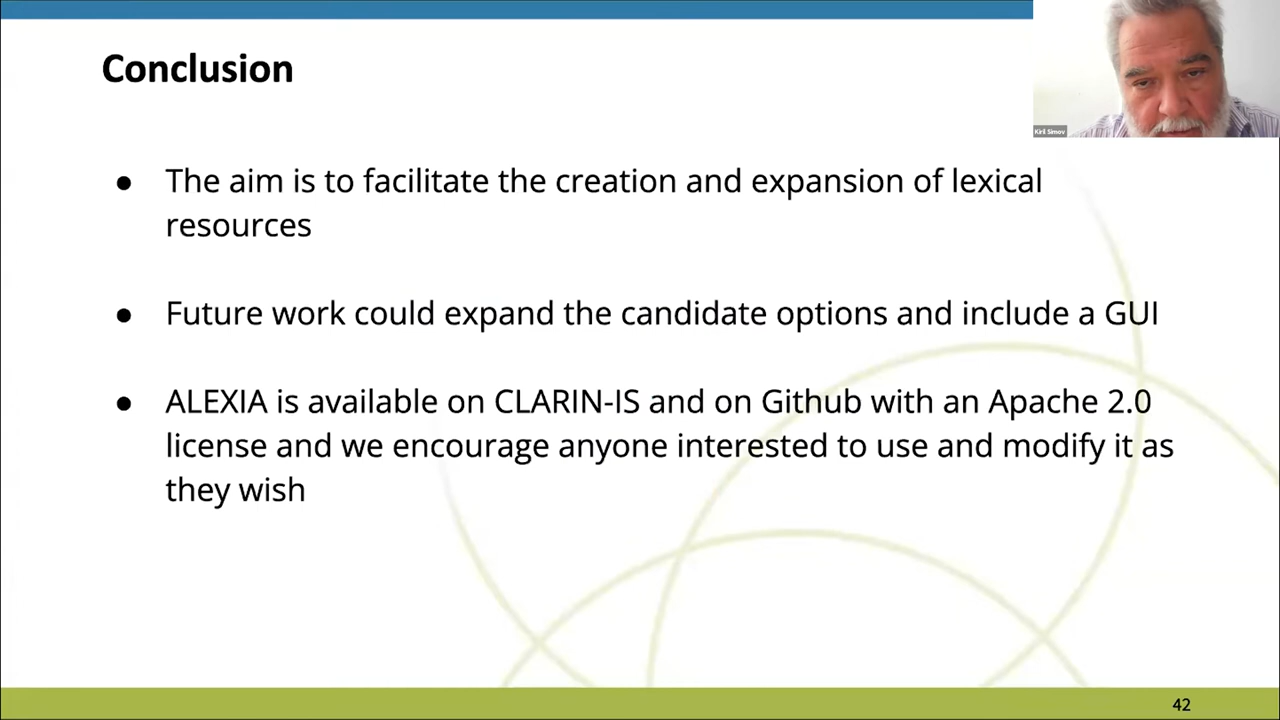 Conclusion
Kiril Simov
● The aim is to facilitate the creation and expansion of lexical
resources
● Future work could expand the candidate options and include a GUI
● ALEXIA is available on CLARIN-IS and on Github with an Apache 2.0
license and we encourage anyone interested to use and modify it as
they wish
42